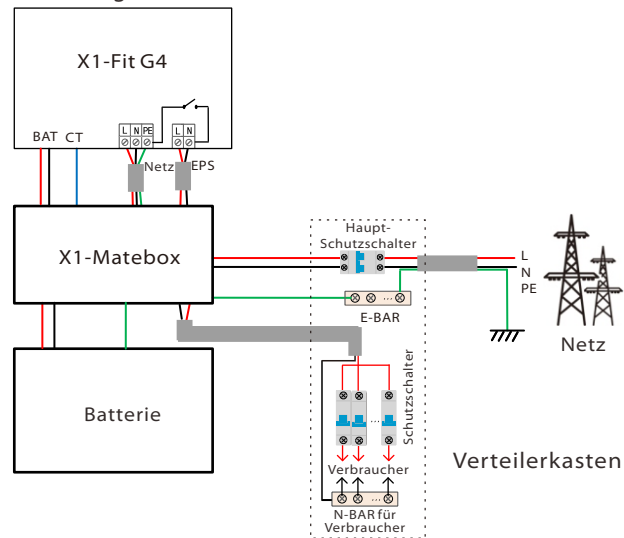 X1-Fit G4
BAT CT
L N PE
L N
Netz
EPS
X1-Matebox
Haupt-
Schutzschalter
L
N
PE
E-BAR
Netz
Batterie
Schutzschalter
Verbraucher
N-BAR für
Verbraucher
Verteilerkasten